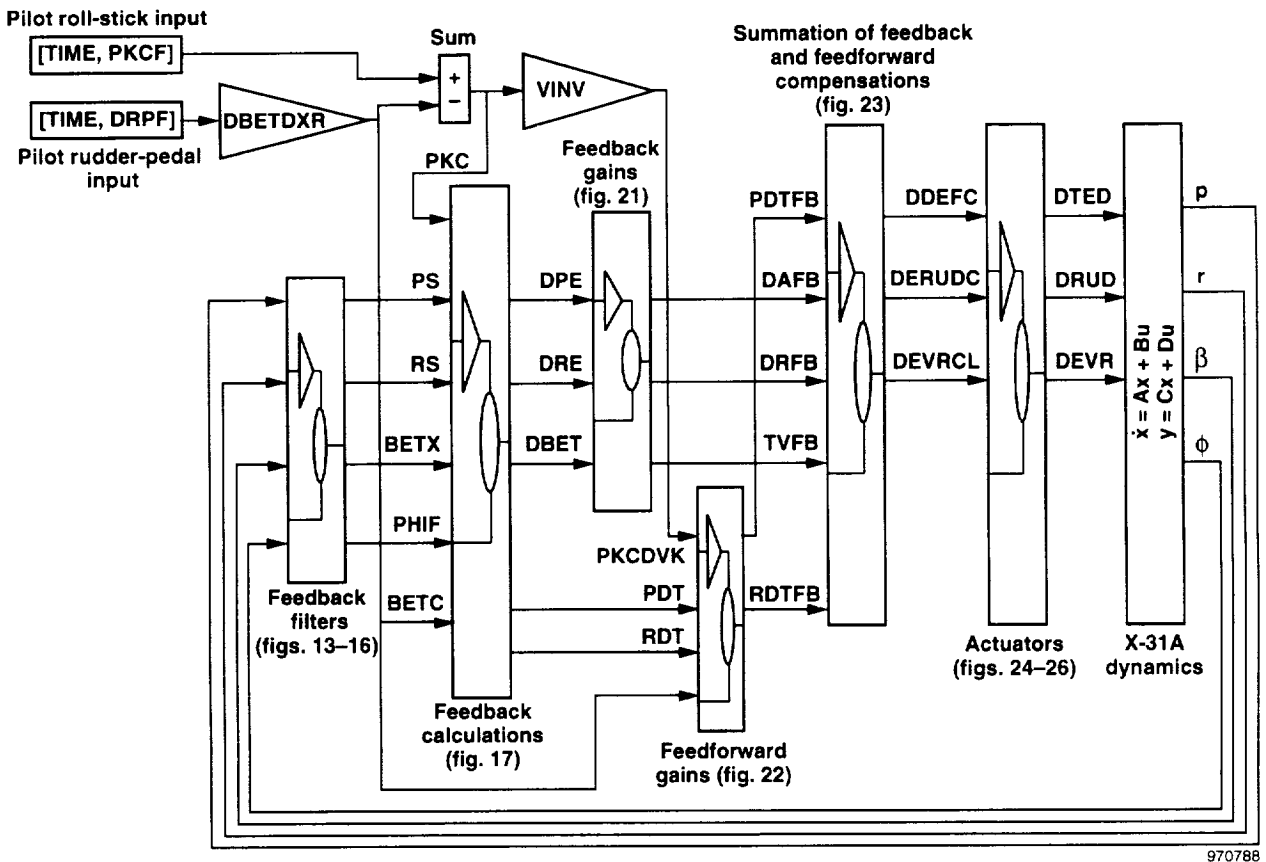 Pilot roll-stick input
[TIME, PKCF]
Sum
+
−
VINV
Summation of feedback
and feedforward
compensations
(fig. 23)
[TIME, DRPF]
DBETDXR
Pilot rudder-pedal
input
PKC
Feedback
gains
(fig. 21)
PDTFB
DDEFC
DTED
p
PS
DPE
DAFB
DERUDC
DRUD
r
RS
DRE
DRFB
DEVRCL
DEVR
β
ẋ = Ax + Bu
y = Cx + Du
BETX
DBET
TVFB
ϕ
PHIF
PKCDVK
BETC
PDT
RDTFB
RDT
Feedback
filters
(figs. 13–16)
Feedback
calculations
(fig. 17)
Feedforward
gains (fig. 22)
Actuators
(figs. 24–26)
X-31A
dynamics
970788